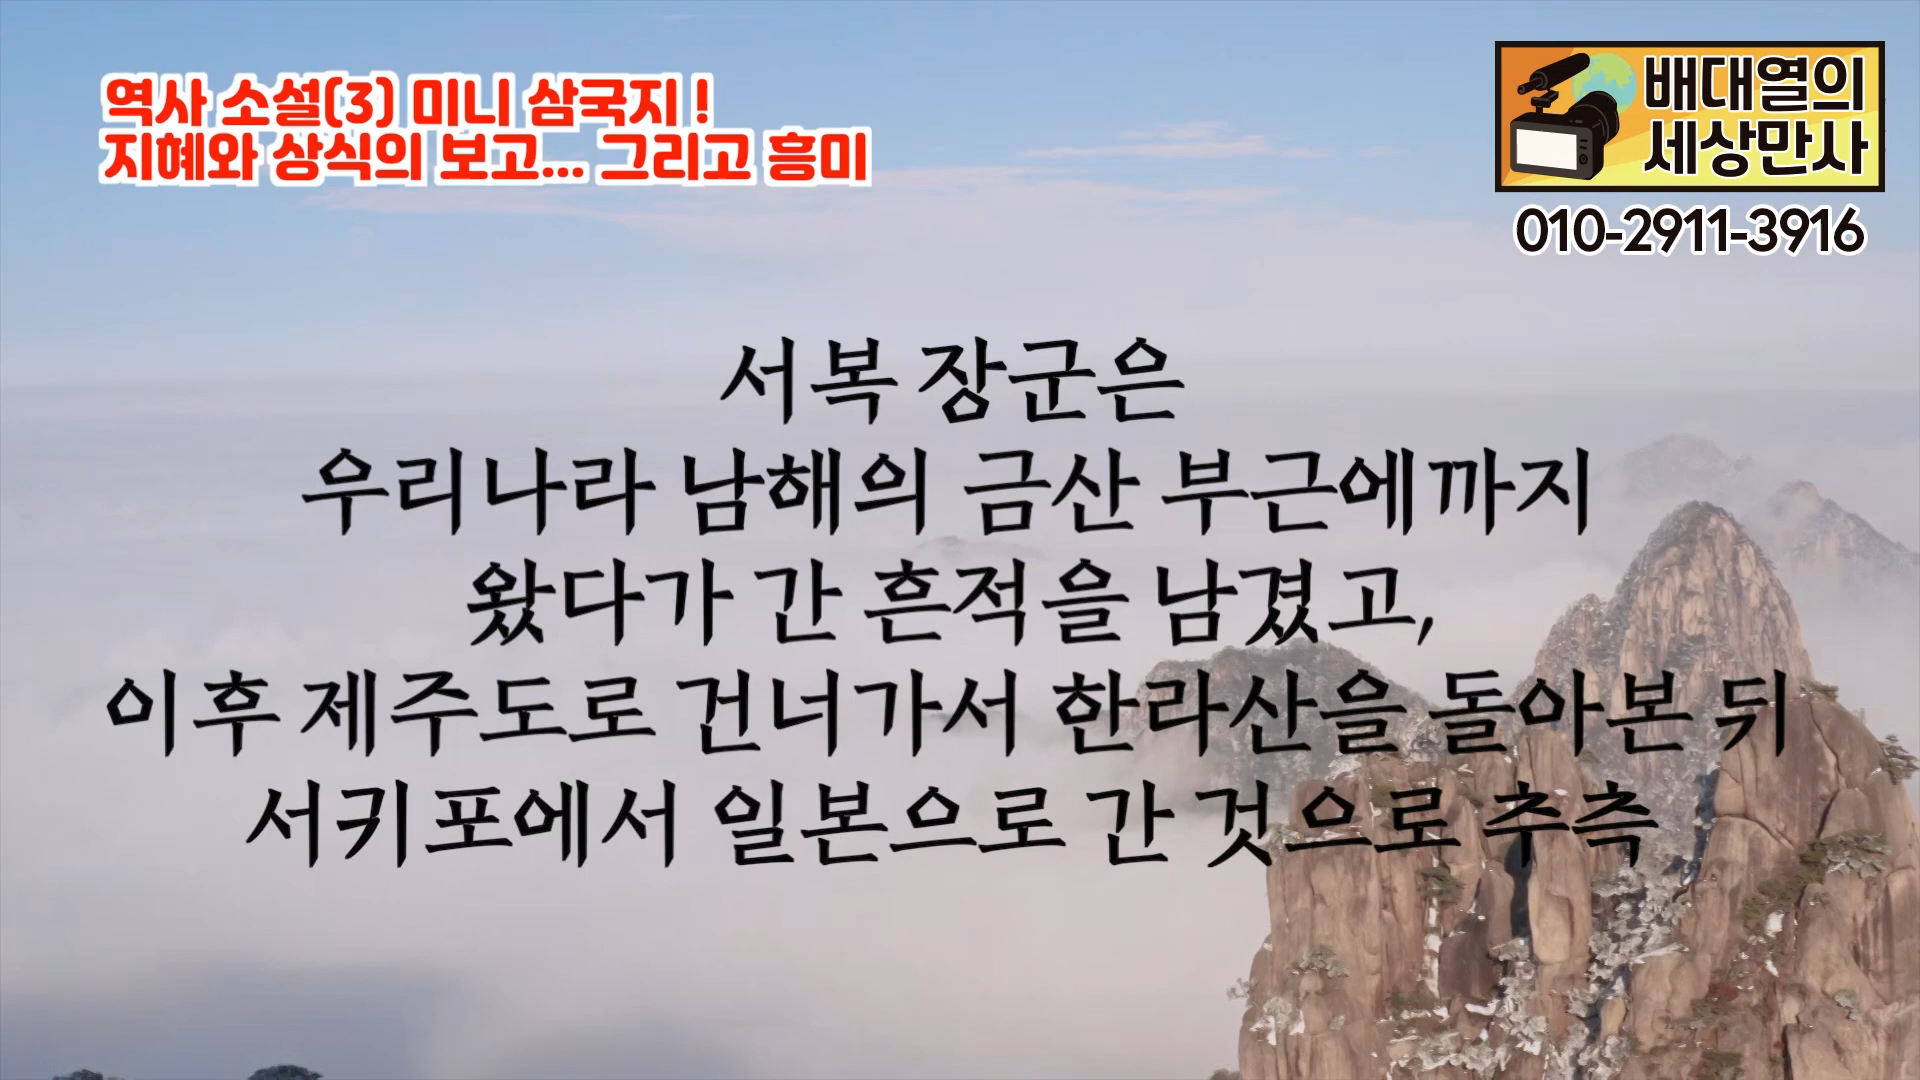 역사 소설(3) 미니 삼국지 !
지혜와 상식의 보고... 그리고 흥미
배대열의
세상만사
010-2911-3916
서복 장군은
우리나라 남해의 금산 부근에까지
왔다가 간 흔적을 남겼고,
이후 제주도로 건너가서 한라산을 돌아본 뒤
서키포에서 일본으로 간 것으로 추측